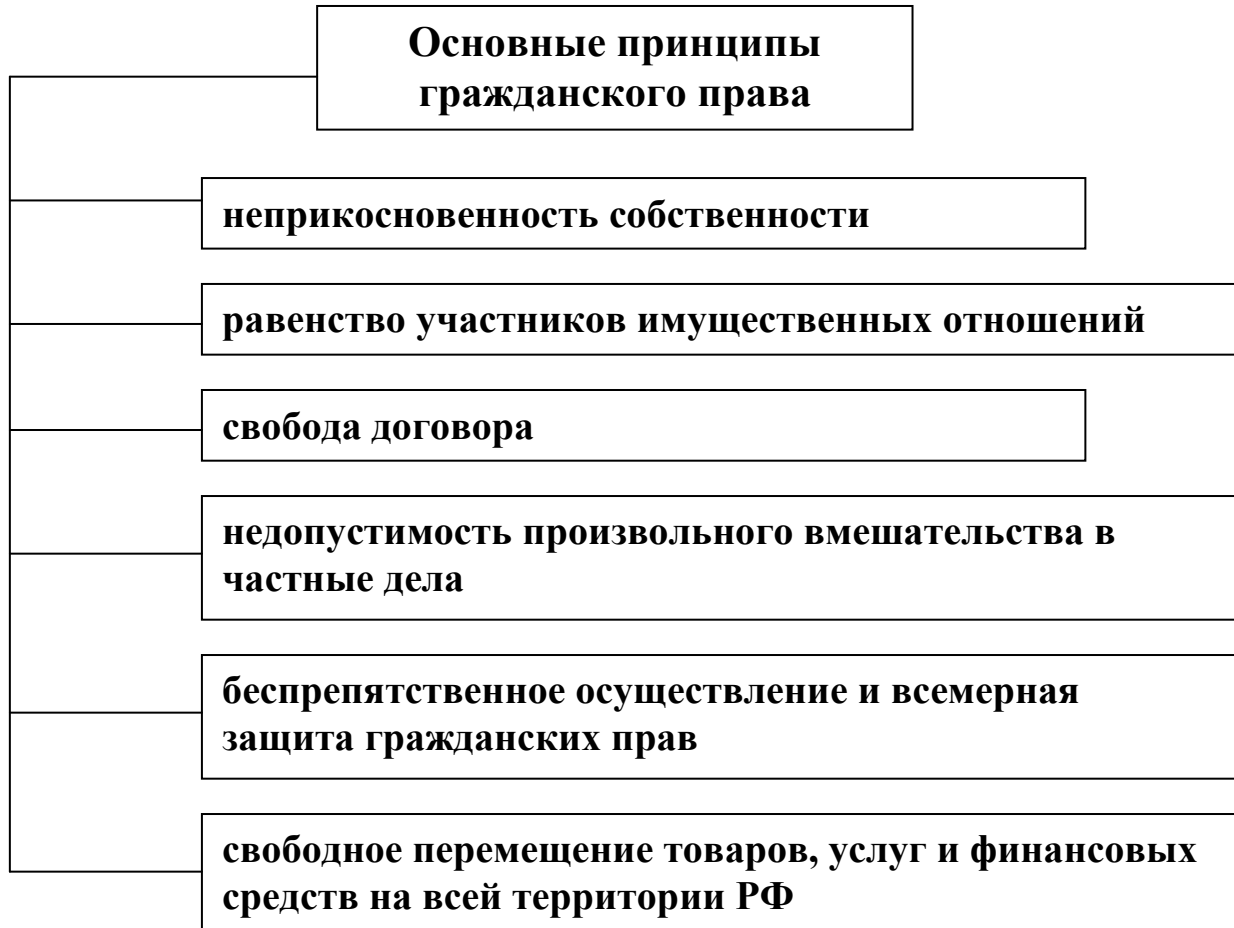 Основные принципы
гражданского права
неприкосновенность собственности
равенство участников имущественных отношений
свобода договора
недопустимость произвольного вмешательства в
частные дела
беспрепятственное осуществление и всемерная
защита гражданских прав
свободное перемещение товаров, услуг и финансовых
средств на всей территории РФ